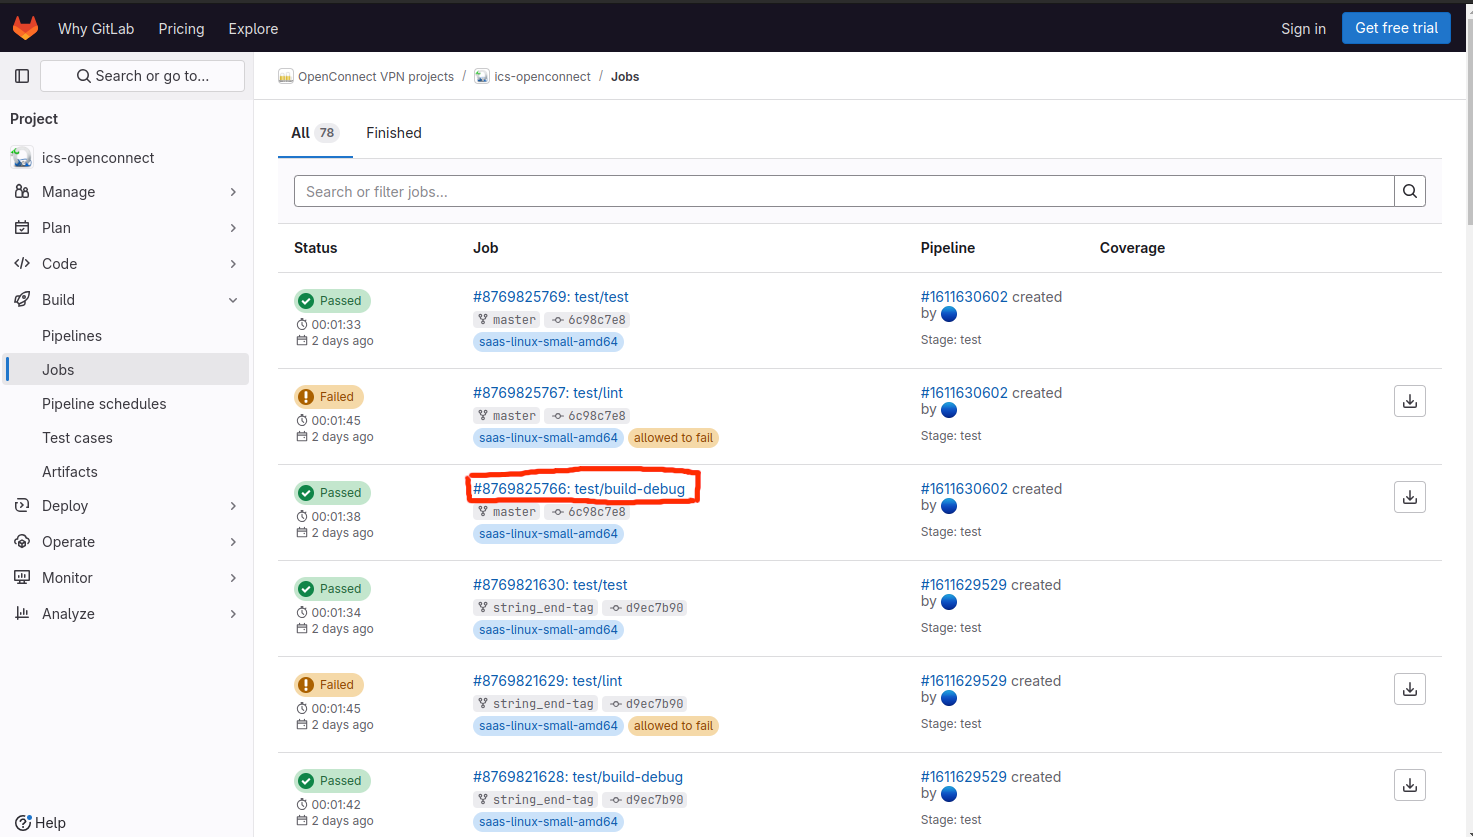 Why GitLab Pricing Explore Sign in Get free trial
Search or go to...
OpenConnect VPN projects / ics-openconnect / Jobs
Project
ics-openconnect
Manage
Plan
Code
Build
Pipelines
Jobs
Pipeline schedules
Test cases
Artifacts
Deploy
Operate
Monitor
Analyze
Help
All 78 Finished
Search or filter jobs...
Status Job Pipeline Coverage
Passed
00:01:33
2 days ago
#8769825769: test/test
master 6c98c7e8
saas-linux-small-amd64
#1611630602 created
by
Stage: test
Failed
00:01:45
2 days ago
#8769825767: test/lint
master 6c98c7e8
saas-linux-small-amd64 allowed to fail
#1611630602 created
by
Stage: test
Passed
00:01:38
2 days ago
#8769825766: test/build-debug
master 6c98c7e8
saas-linux-small-amd64
#1611630602 created
by
Stage: test
Passed
00:01:34
2 days ago
#8769821630: test/test
string_end-tag d9ec7b90
saas-linux-small-amd64
#1611629529 created
by
Stage: test
Failed
00:01:45
2 days ago
#8769821629: test/lint
string_end-tag d9ec7b90
saas-linux-small-amd64 allowed to fail
#1611629529 created
by
Stage: test
Passed
00:01:42
2 days ago
#8769821628: test/build-debug
string_end-tag d9ec7b90
saas-linux-small-amd64
#1611629529 created
by
Stage: test